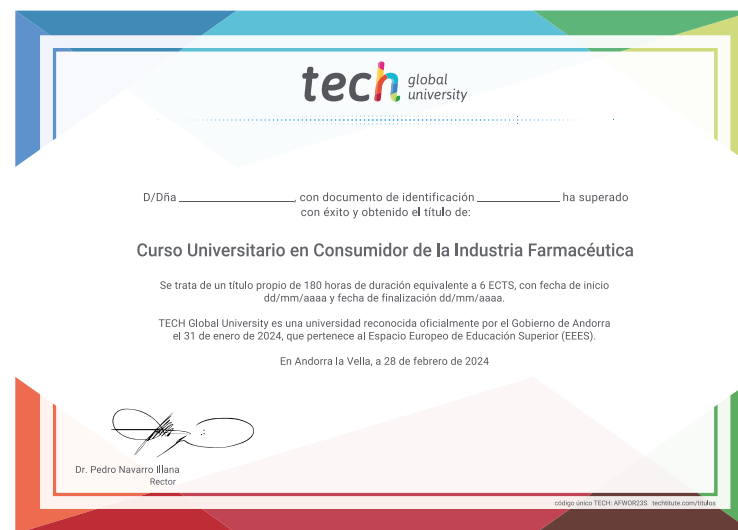 tech global university
D/Dña ____________________, con documento de identificación ______________ ha superado
con éxito y obtenido el título de:
Curso Universitario en Consumidor de la Industria Farmacéutica
Se trata de un título propio de 180 horas de duración equivalente a 6 ECTS, con fecha de inicio
dd/mm/aaaa y fecha de finalización dd/mm/aaaa.
TECH Global University es una universidad reconocida oficialmente por el Gobierno de Andorra
el 31 de enero de 2024, que pertenece al Espacio Europeo de Educación Superior (EEES).
En Andorra la Vella, a 28 de febrero de 2024
Dr. Pedro Navarro Illana
Rector
código único TECH: AFWOR23S techtitute.com/titulos